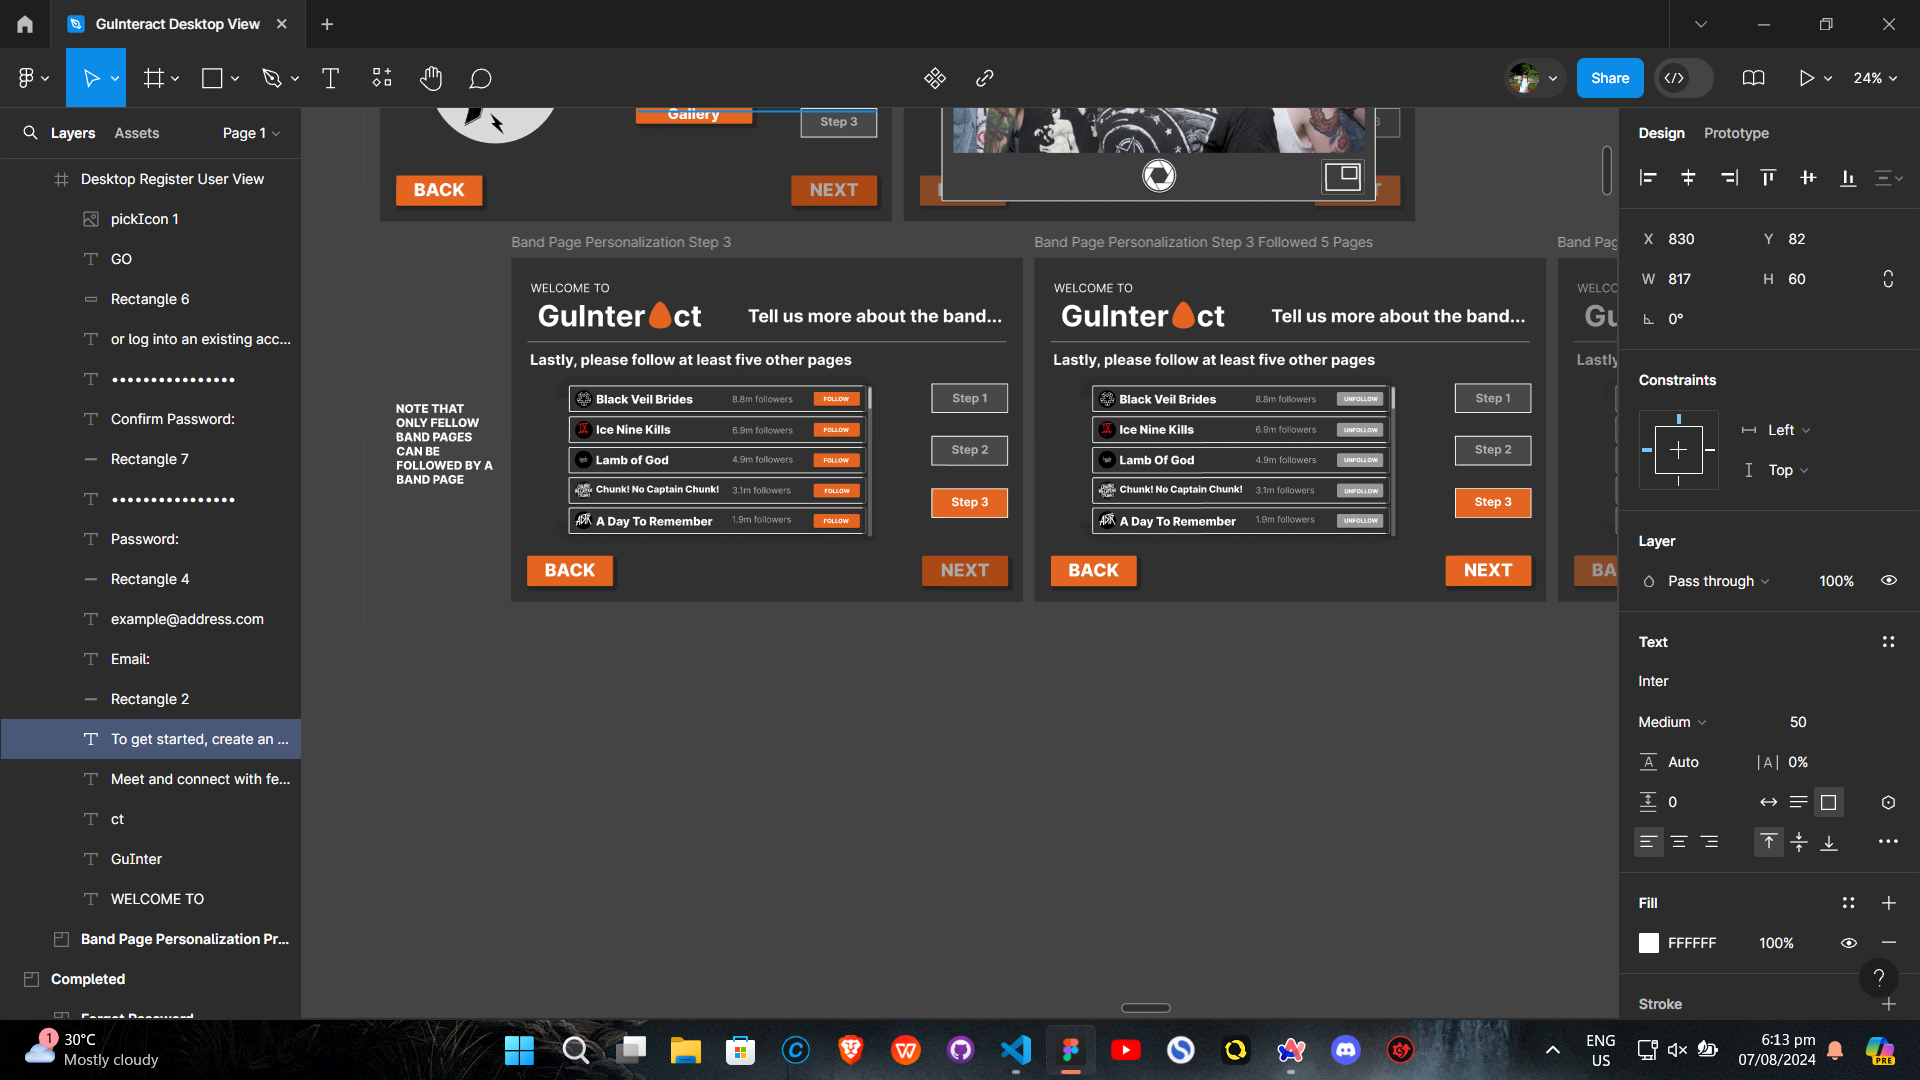 GuInteract Desktop View
Share
24%
Layers
Assets
Page 1
Desktop Register User View
pickIcon 1
GO
Rectangle 6
or log into an existing acc...
••••••••••••••••
Confirm Password:
Rectangle 7
••••••••••••••••
Password:
Rectangle 4
example@address.com
Email:
Rectangle 2
To get started, create an ...
Meet and connect with fe...
ct
GuInter
WELCOME TO
Band Page Personalization Pr...
Completed
Forgot Password
Gallery
Step 3
BACK
NEXT
Band Page Personalization Step 3
WELCOME TO
GuInter ct
Tell us more about the band...
Lastly, please follow at least five other pages
NOTE THAT
ONLY FELLOW
BAND PAGES
CAN BE
FOLLOWED BY A
BAND PAGE
Black Veil Brides 8.8m followers FOLLOW
Ice Nine Kills 6.9m followers FOLLOW
Lamb of God 4.9m followers FOLLOW
Chunk! No Captain Chunk! 3.1m followers FOLLOW
A Day To Remember 1.9m followers FOLLOW
Step 1
Step 2
Step 3
BACK
NEXT
Band Page Personalization Step 3 Followed 5 Pages
WELCOME TO
GuInter ct
Tell us more about the band...
Lastly, please follow at least five other pages
Black Veil Brides 8.8m followers UNFOLLOW
Ice Nine Kills 6.9m followers UNFOLLOW
Lamb Of God 4.9m followers UNFOLLOW
Chunk! No Captain Chunk! 3.1m followers UNFOLLOW
A Day To Remember 1.9m followers UNFOLLOW
Step 1
Step 2
Step 3
BACK
NEXT
Band Pag
WELC
Gu
Lastly
BA
Design
Prototype
X 830
Y 82
W 817
H 60
0°
Constraints
Left
Top
Layer
Pass through
100%
Text
Inter
Medium
50
Auto
|A| 0%
0
Fill
FFFFFF
100%
Stroke
?
1
30°C
Mostly cloudy
ENG
US
6:13 pm
07/08/2024
PRE